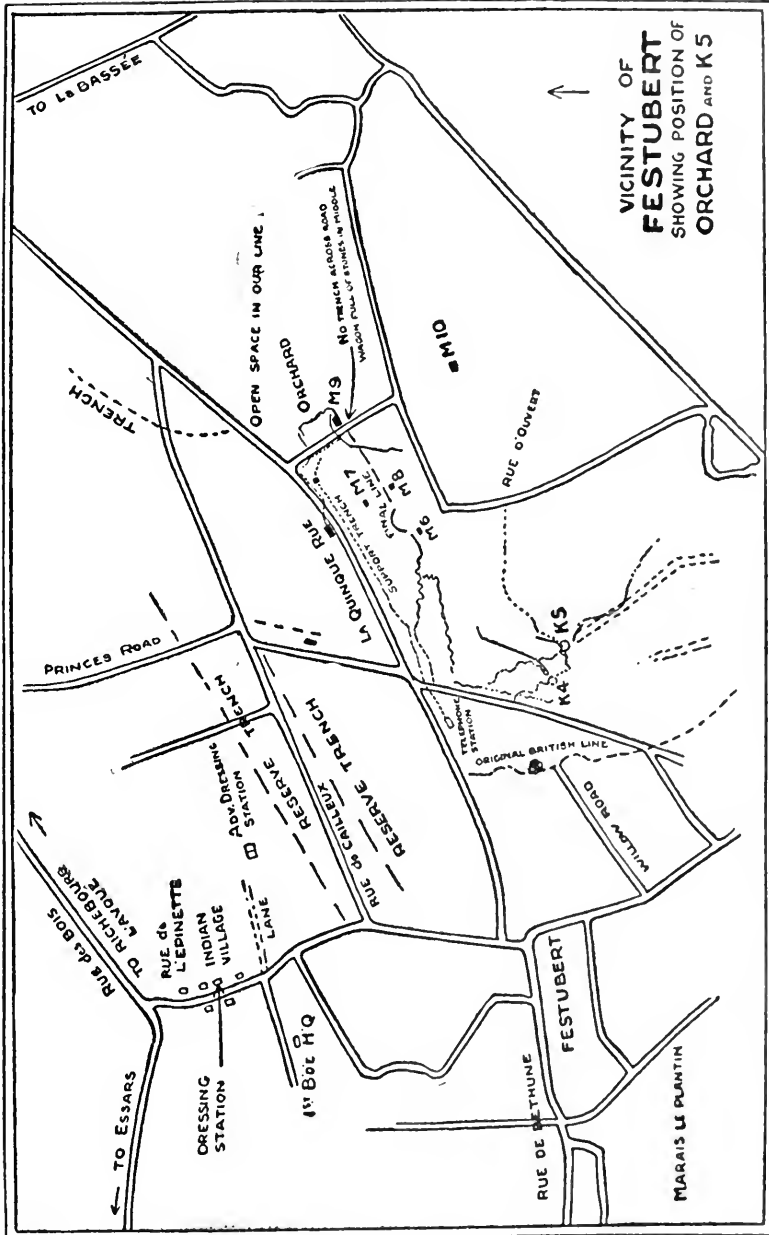 VICINITY OF
FESTUBERT
SHOWING POSITION OF
ORCHARD AND K5
TO ESSARS
RUE des BOIS
TO RICHEBOURG
L'AVOUÉ
RUE de
L'EPINETTE
INDIAN
VILLAGE
DRESSING
STATION
LANE
1ST BDE H'Q
ADV. DRESSING
STATION
RESERVE TRENCH
RUE de CAILLEUX
RESERVE TRENCH
PRINCES ROAD
TRENCH
TO LA BASSÉE
OPEN SPACE IN OUR LINE
ORCHARD
M9
NO TRENCH ACROSS ROAD
WAGON FULL OF STONES IN MIDDLE
LA QUINQUE RUE
SUPPORT TRENCH
FINAL LINE
M7
M8
M6
M10
RUE D'OUVERT
K5
K4
TELEPHONE
STATION
ORIGINAL BRITISH LINE
WILLOW ROAD
FESTUBERT
RUE DE BETHUNE
MARAIS LE PLANTIN